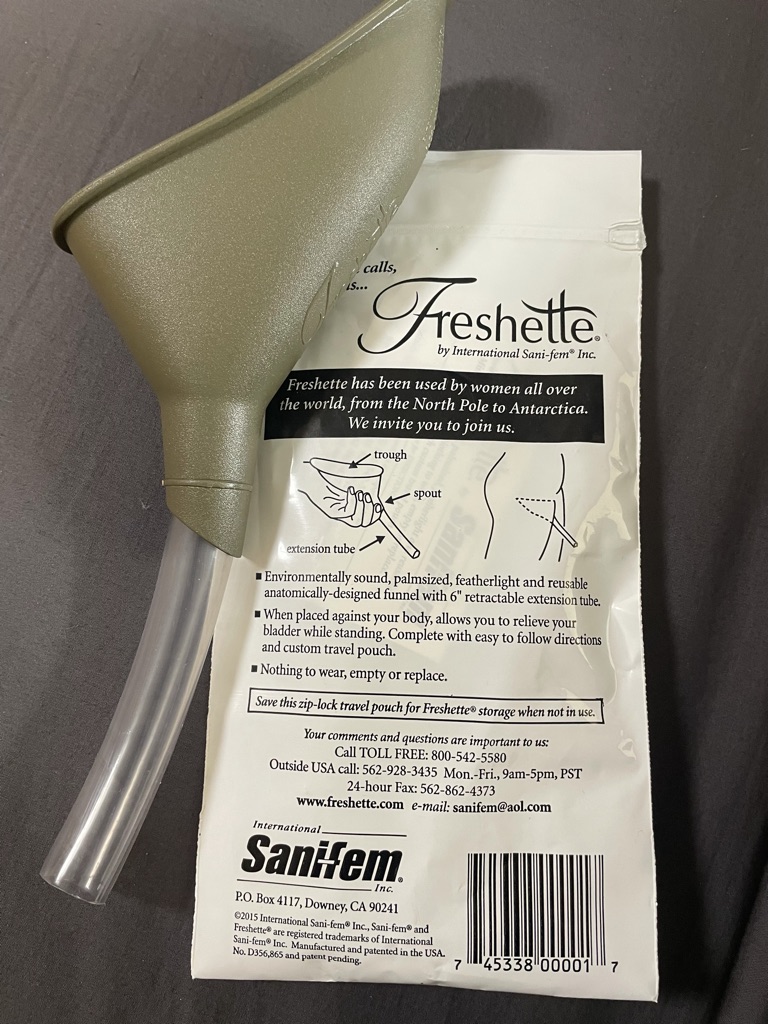 calls,
Freshette®
by International Sani-fem® Inc.
Freshette has been used by women all over
the world, from the North Pole to Antarctica.
We invite you to join us.
trough
spout
extension tube
■ Environmentally sound, palmsized, featherlight and reusable
anatomically-designed funnel with 6" retractable extension tube.
■ When placed against your body, allows you to relieve your
bladder while standing. Complete with easy to follow directions
and custom travel pouch.
■ Nothing to wear, empty or replace.
Save this zip-lock travel pouch for Freshette® storage when not in use.
Your comments and questions are important to us:
Call TOLL FREE: 800-542-5580
Outside USA call: 562-928-3435 Mon.-Fri., 9am-5pm, PST
24-hour Fax: 562-862-4373
www.freshette.com e-mail: sanifem@aol.com
International
Sanifem®
Inc.
P.O. Box 4117, Downey, CA 90241
©2015 International Sani-fem® Inc., Sani-fem® and
Freshette® are registered trademarks of International
Sani-fem® Inc. Manufactured and patented in the USA.
No. D356,865 and patent pending.
7 45338 00001 7